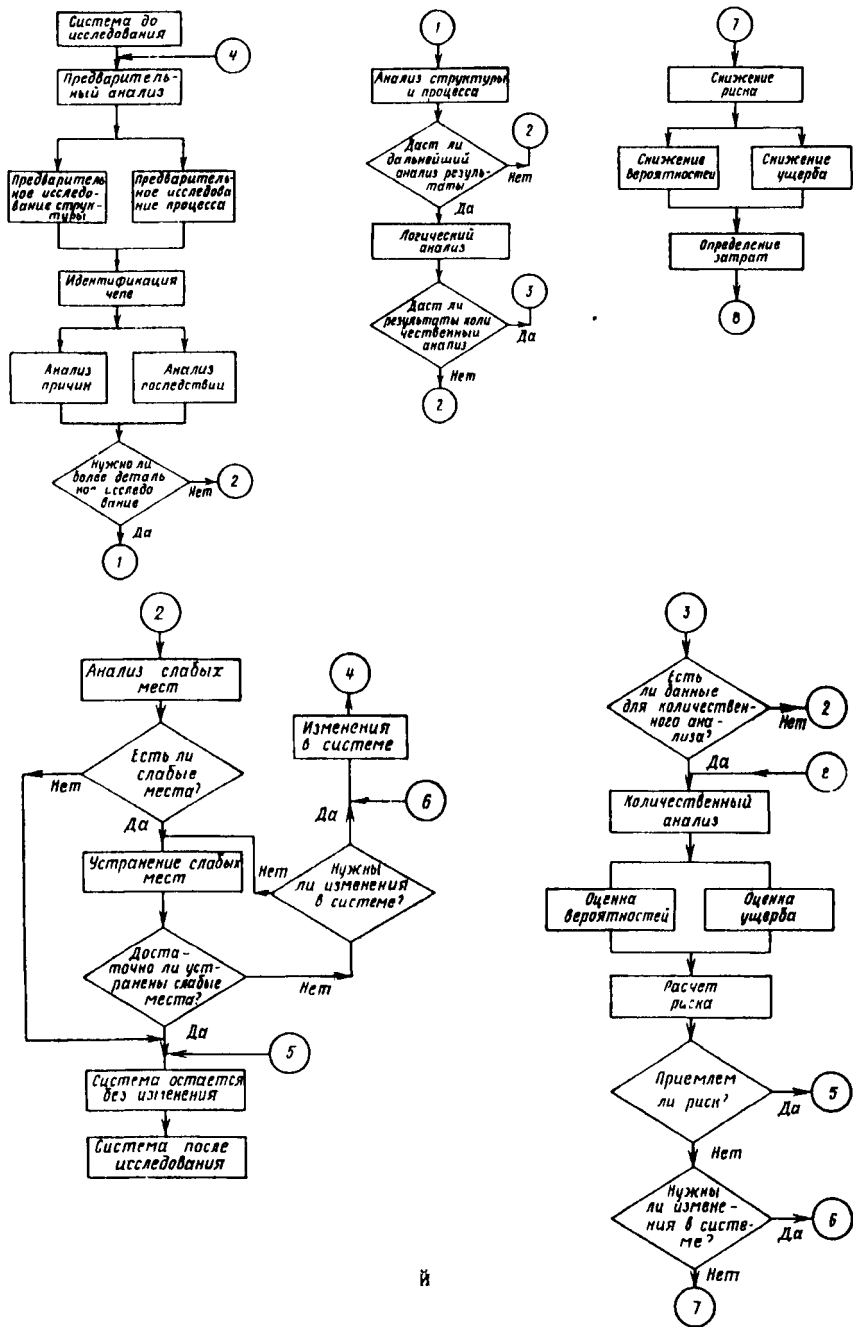 Система до
исследования
4
Предваритель-
ный анализ
Предваритель
ное исследо-
вание струк-
туры
Предваритель-
ное исследова
ние процесса
Идентификация
чепе
Анализ
причин
Анализ
последствии
Нужно ли
более деталь
исследо
вание
Нет
2
Да
1
1
Анализ структуры
и процесса
Даст ли
дальнейший
анализ резуль-
таты
Нет
2
Да
Логический
анализ
Даст ли
результаты коли
чественный
анализ
Да
3
Нет
2
7
Снижение
риска
Снижение
вероятностей
Снижение
ущерба
Определение
затрат
8
2
Анализ слабых
мест
Есть ли
слабые
места?
Нет
Да
Устранение слабых
мест
Доста-
точно ли уст-
ранены слабые
места?
Нет
Да
5
Система остается
без изменения
Система после
исследования
4
Изменения
в системе
6
Да
Нет
Нужны
ли изменения
в системе?
3
Есть
ли данные
для количествен-
ного ана-
лиза?
Нет
2
Да
Количественный
анализ
Оценка
вероятностей
Оценка
ущерба
Расчет
риска
Приемлем
ли риск?
Да
5
Нет
Нужны
ли измене-
ния в систе-
ме?
Да
6
Нет
7
й